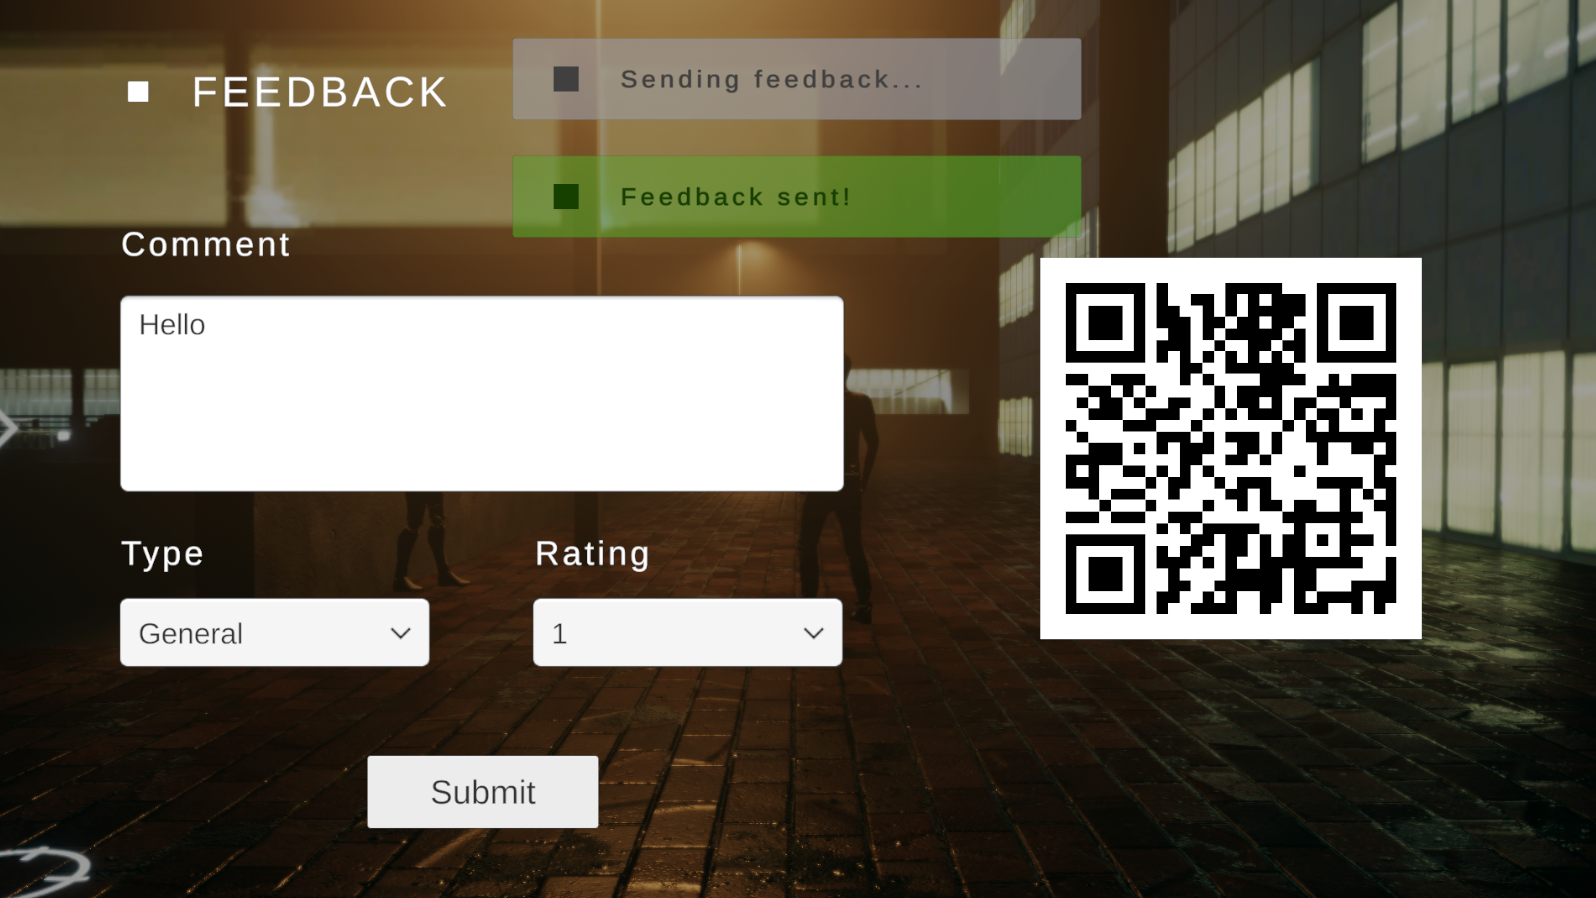 FEEDBACK
Sending feedback...
Feedback sent!
Comment
Hello
Type
Rating
General
1
Submit